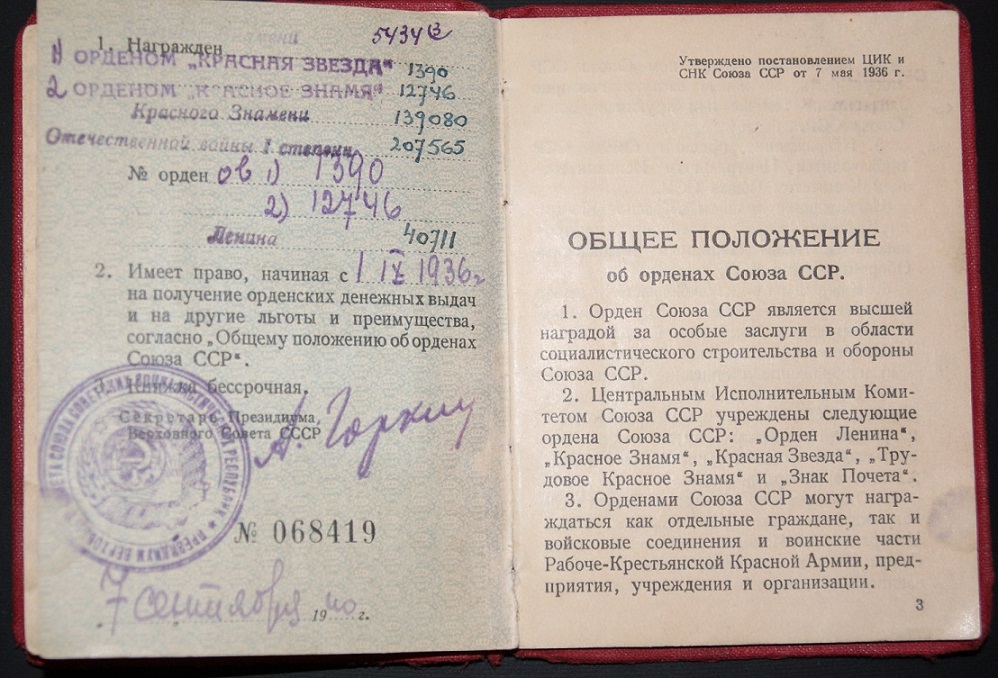 1. Награжден Знамени 54342
1) ОРДЕНОМ „КРАСНАЯ ЗВЕЗДА“ 1390
2 ОРДЕНОМ „КРАСНОЕ ЗНАМЯ“ 12746
Красного Знамени 139080
Отечественной войны I степени 207565
№ орден ов 1) 1390
2) 12746
Ленина 40711
2. Имеет право, начиная с 1 IX 1936 г
на получение орденских денежных выдач
и на другие льготы и преимущества,
согласно „Общему положению об орденах
Союза ССР“.
Книжка бессрочная.
Секретарь Президиума
Верховного Совета СССР
А. Горкин
№ 068419
7 сентября 1940 г.
Утверждено постановлением ЦИК и
СНК Союза ССР от 7 мая 1936 г.
ОБЩЕЕ ПОЛОЖЕНИЕ
об орденах Союза ССР.
1. Орден Союза ССР является высшей
наградой за особые заслуги в области
социалистического строительства и обороны
Союза ССР.
2. Центральным Исполнительным Коми-
тетом Союза ССР учреждены следующие
ордена Союза ССР: „Орден Ленина“,
„Красное Знамя“, „Красная Звезда“, „Тру-
довое Красное Знамя“ и „Знак Почета“.
3. Орденами Союза ССР могут награ-
ждаться как отдельные граждане, так и
войсковые соединения и воинские части
Рабоче-Крестьянской Красной Армии, пред-
приятия, учреждения и организации.
3